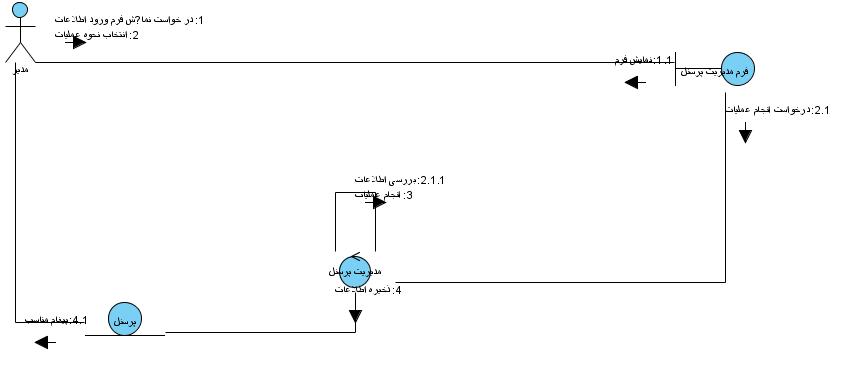 1: در خواست نما?ش فرم ورود اطلاعات
2: انتخاب نحوه عملیات
مدیر
1.1: نمایش فرم
فرم مدیریت پرسنل
2.1: درخواست انجام عملیات
2.1.1: بررسی اطلاعات
3: انجام عملیات
مدیریت پرسنل
4: ذخیره اطلاعات
پرسنل
4.1: پیغام مناسب